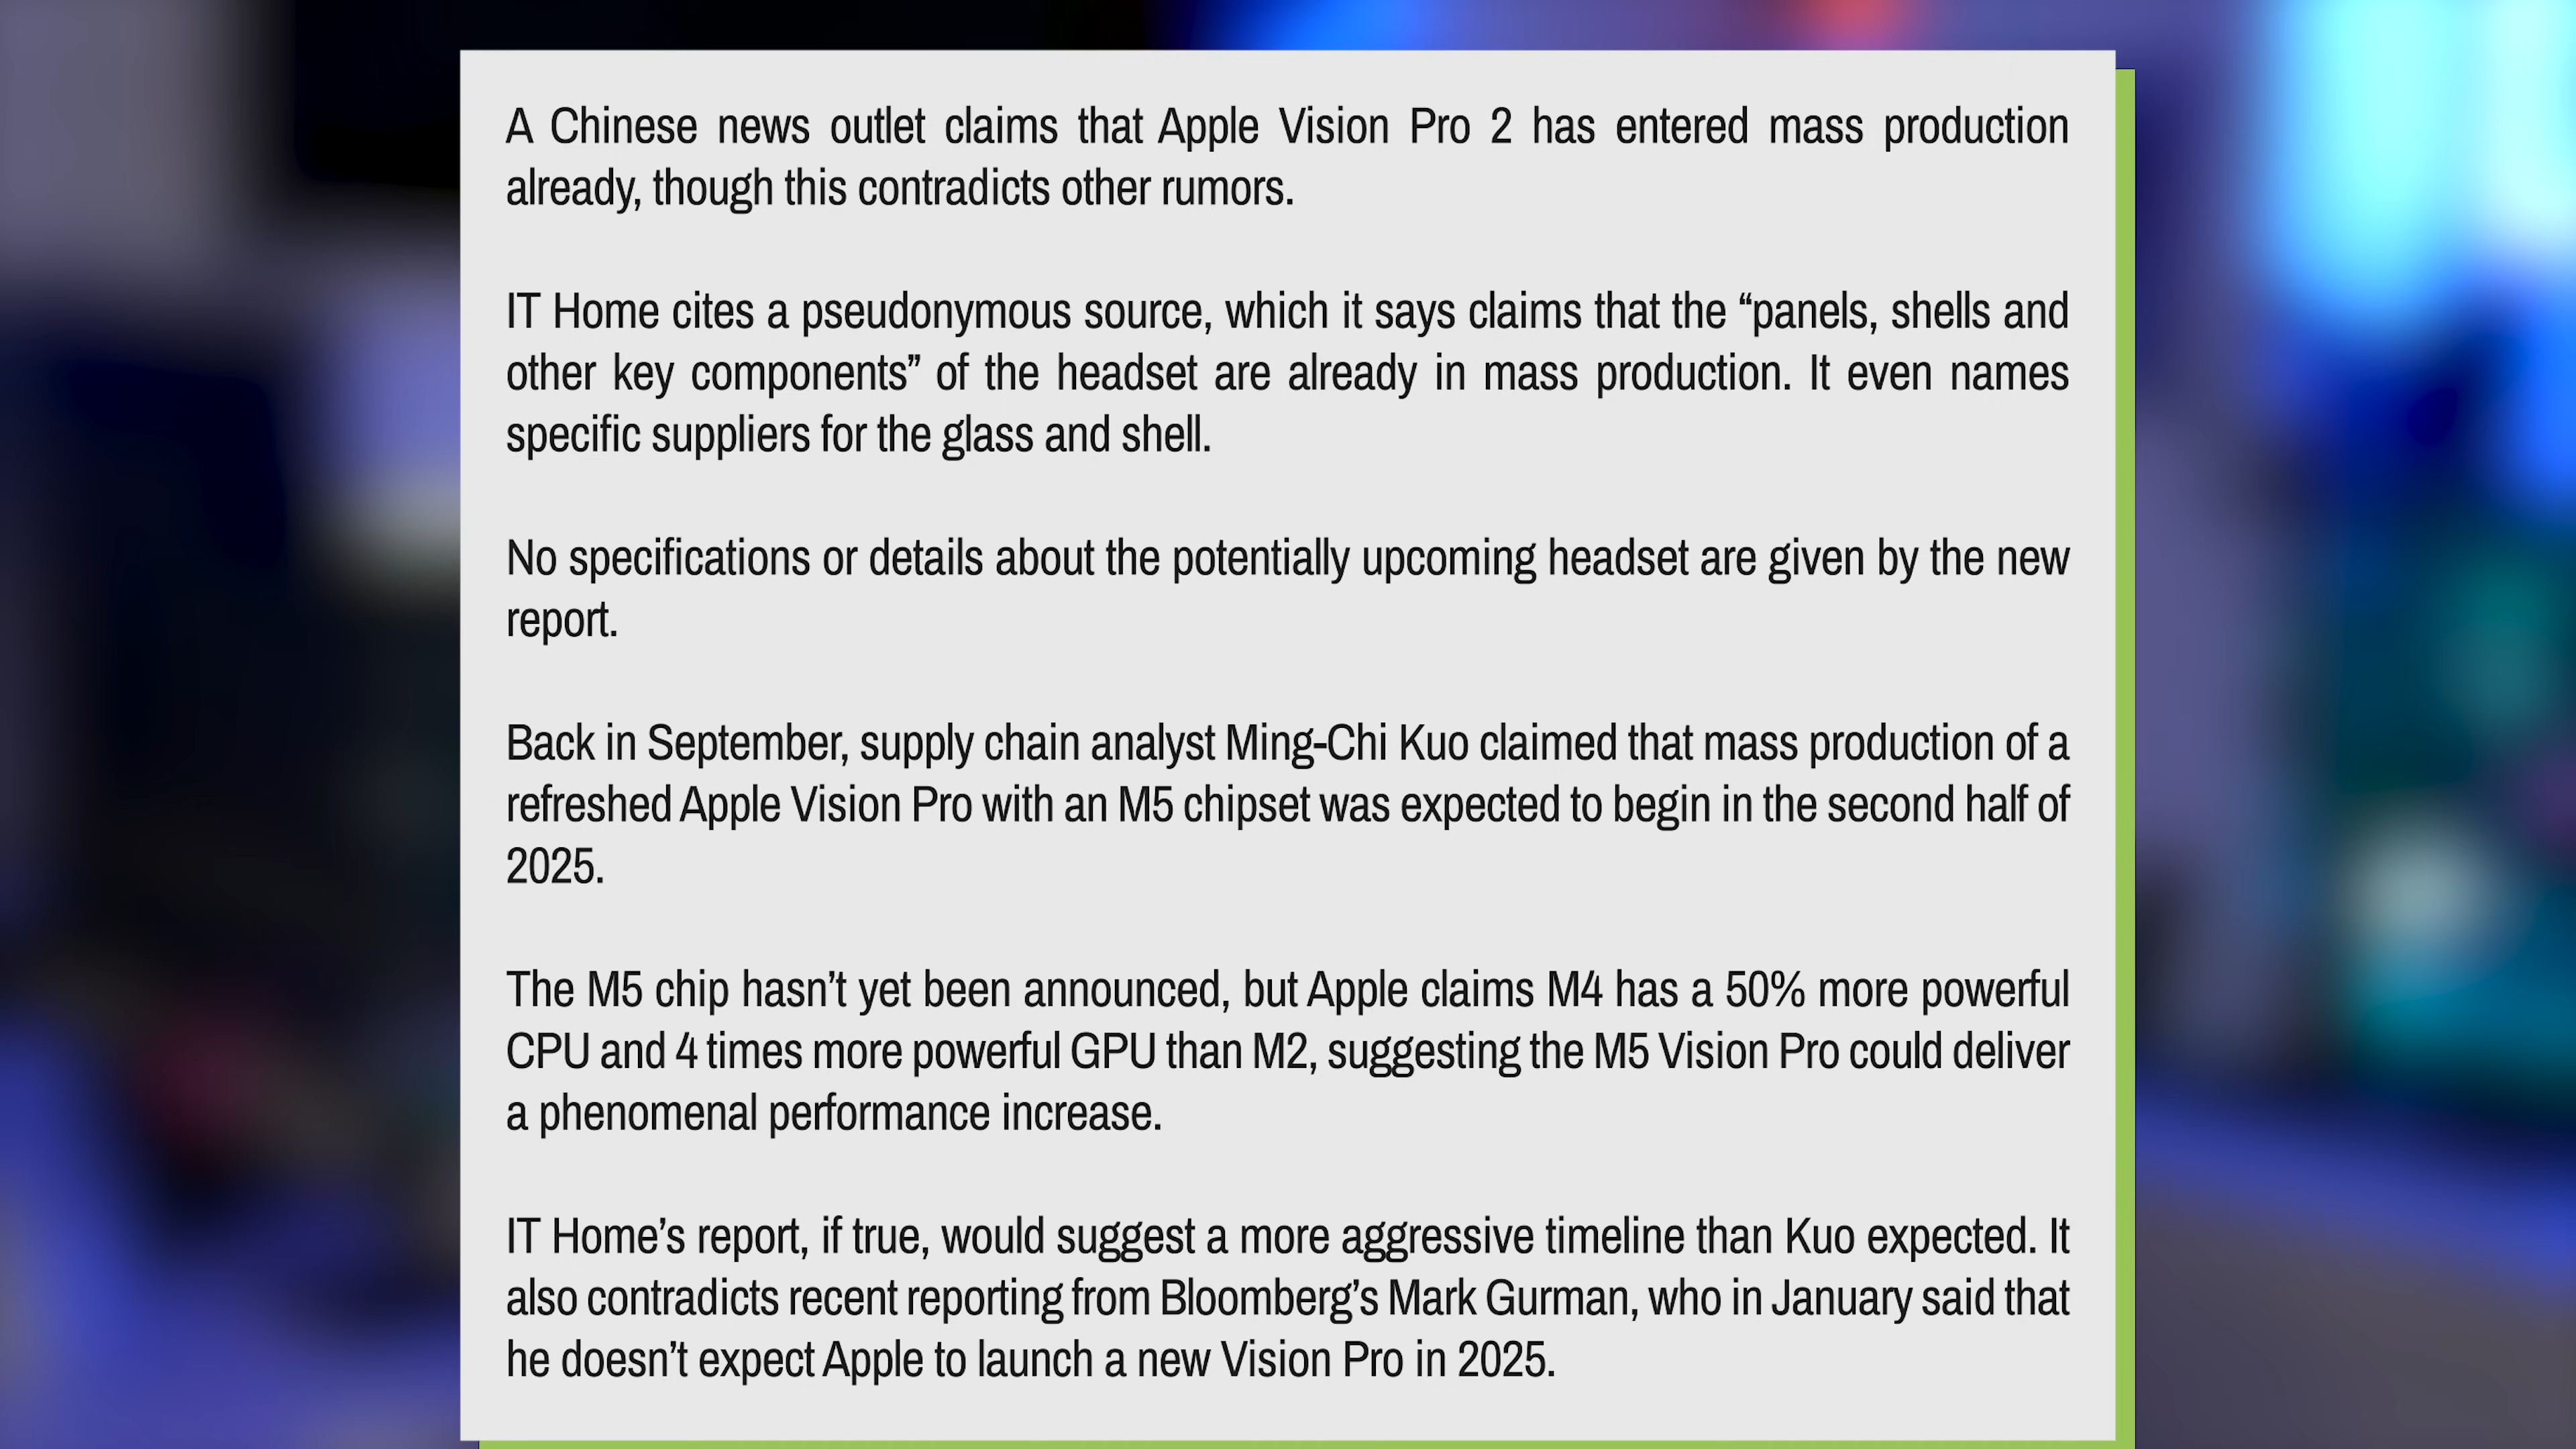 A Chinese news outlet claims that Apple Vision Pro 2 has entered mass production
already, though this contradicts other rumors.
IT Home cites a pseudonymous source, which it says claims that the “panels, shells and
other key components” of the headset are already in mass production. It even names
specific suppliers for the glass and shell.
No specifications or details about the potentially upcoming headset are given by the new
report.
Back in September, supply chain analyst Ming-Chi Kuo claimed that mass production of a
refreshed Apple Vision Pro with an M5 chipset was expected to begin in the second half of
2025.
The M5 chip hasn’t yet been announced, but Apple claims M4 has a 50% more powerful
CPU and 4 times more powerful GPU than M2, suggesting the M5 Vision Pro could deliver
a phenomenal performance increase.
IT Home’s report, if true, would suggest a more aggressive timeline than Kuo expected. It
also contradicts recent reporting from Bloomberg’s Mark Gurman, who in January said that
he doesn’t expect Apple to launch a new Vision Pro in 2025.